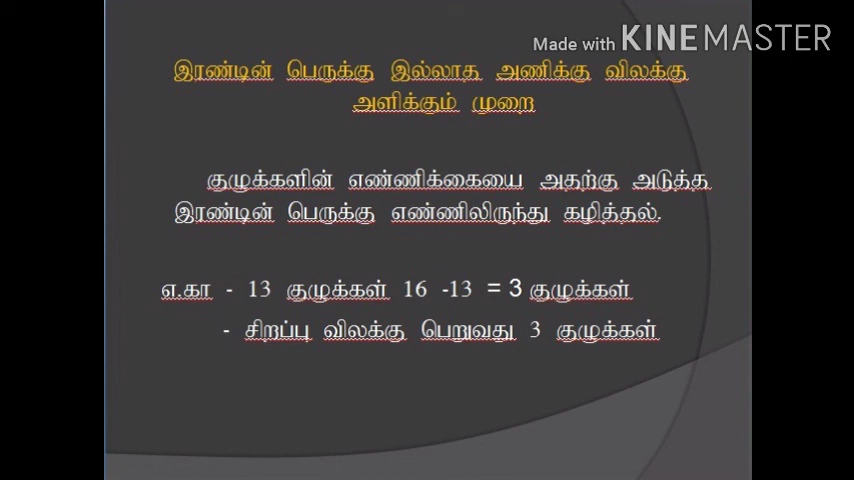 Made with KINEMASTER
இரண்டின் பெருக்கு இல்லாத அணிக்கு விலக்கு
அளிக்கும் முறை
குழுக்களின் எண்ணிக்கையை அதற்கு அடுத்த
இரண்டின் பெருக்கு எண்ணிலிருந்து கழித்தல்.
எ.கா - 13 குழுக்கள் 16 -13 = 3 குழுக்கள்
- சிறப்பு விலக்கு பெறுவது 3 குழுக்கள்